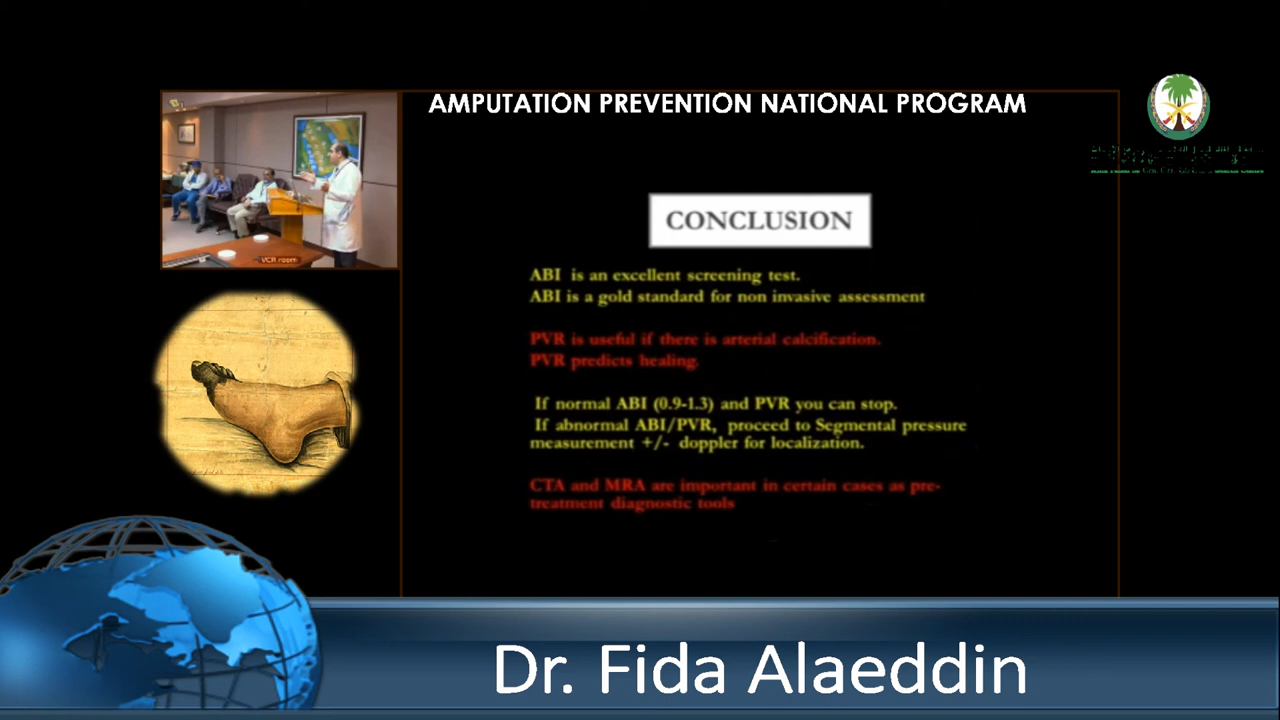 AMPUTATION PREVENTION NATIONAL PROGRAM
VCR room
CONCLUSION
ABI is an excellent screening test.
ABI is a gold standard for non invasive assessment
PVR is useful if there is arterial calcification.
PVR predicts healing.
If normal ABI (0.9-1.3) and PVR you can stop.
If abnormal ABI/PVR, proceed to Segmental pressure
measurement +/- doppler for localization.
CTA and MRA are important in certain cases as pre-
treatment diagnostic tools
Dr. Fida Alaeddin